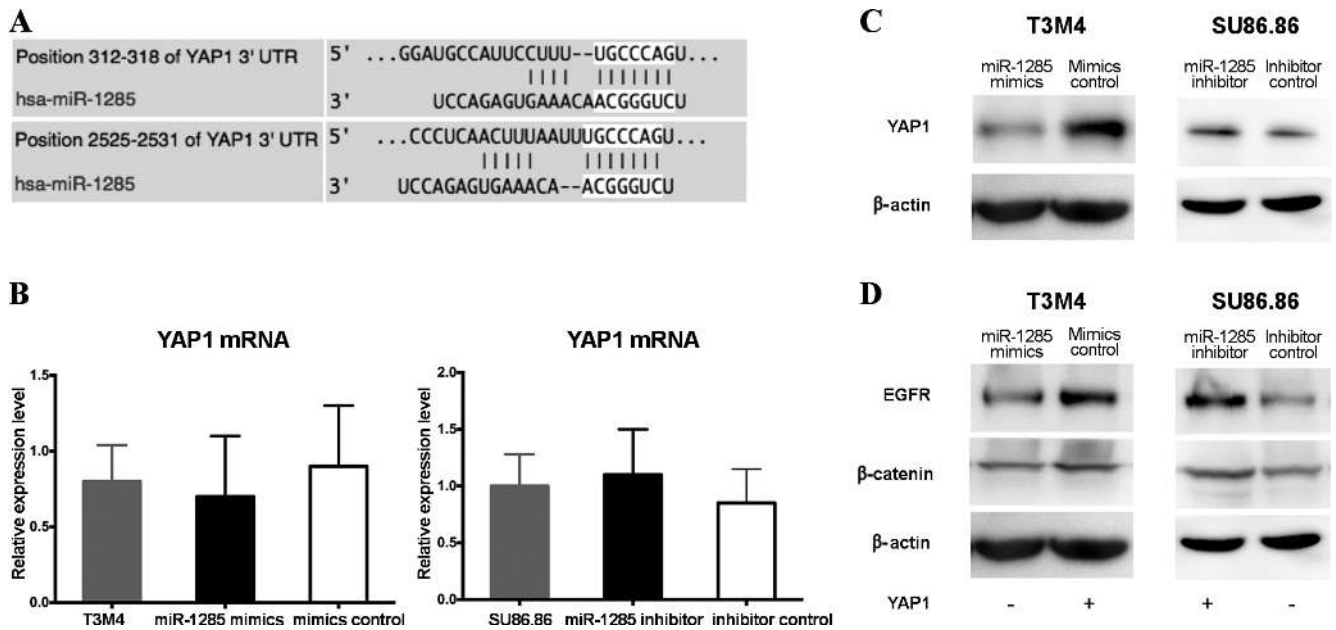 A
Position 312-318 of YAP1 3' UTR 5' ...GGAUGCCAUUCCUUU--UGCCCAGU...
hsa-miR-1285 3' UCCAGAGUGAAACAACGGGUCU
Position 2525-2531 of YAP1 3' UTR 5' ...CCCUCAACUUUAAUUUGCCCAGU...
hsa-miR-1285 3' UCCAGAGUGAAACA--ACGGGUCU
B
YAP1 mRNA
Relative expression level
1.5
1.0
0.5
0.0
T3M4 miR-1285 mimics mimics control
YAP1 mRNA
Relative expression level
2.0
1.5
1.0
0.5
0.0
SU86.86 miR-1285 inhibitor inhibitor control
C
T3M4 SU86.86
miR-1285 Mimics miR-1285 Inhibitor
mimics control inhibitor control
YAP1
β-actin
D
T3M4 SU86.86
miR-1285 Mimics miR-1285 Inhibitor
mimics control inhibitor control
EGFR
β-catenin
β-actin
YAP1 - + + -